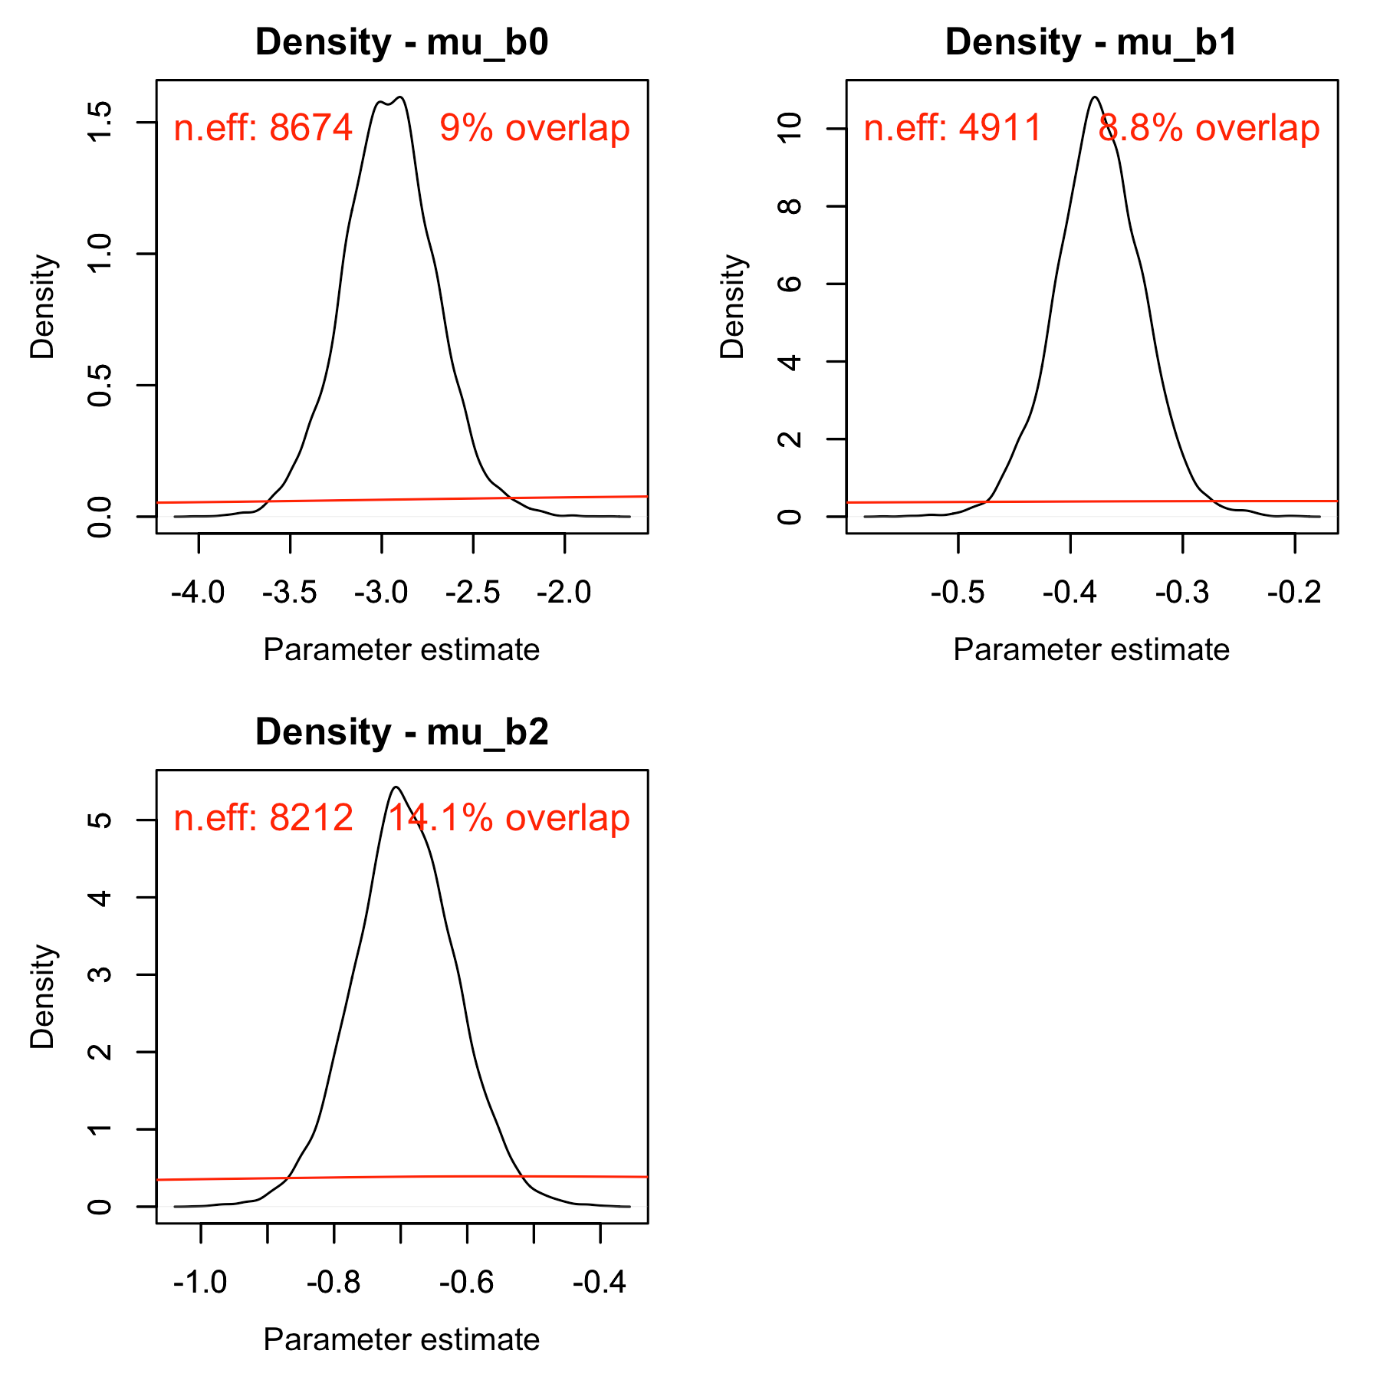 Density - mu_b0
n.eff: 8674 9% overlap
Density
0.0 0.5 1.0 1.5
-4.0 -3.5 -3.0 -2.5 -2.0
Parameter estimate
Density - mu_b1
n.eff: 4911 8.8% overlap
Density
0 2 4 6 8 10
-0.5 -0.4 -0.3 -0.2
Parameter estimate
Density - mu_b2
n.eff: 8212 14.1% overlap
Density
0 1 2 3 4 5
-1.0 -0.8 -0.6 -0.4
Parameter estimate